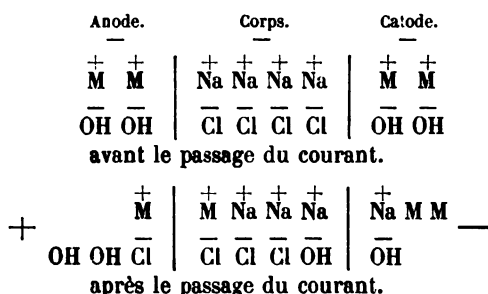 Anode. Corps. Catode.
+ + + + + + + +
M M Na Na Na Na M M
OH OH Cl Cl Cl Cl OH OH
avant le passage du courant.
+ + + + + +
+ M M Na Na Na Na M M —
OH OH Cl Cl Cl Cl OH OH
après le passage du courant.